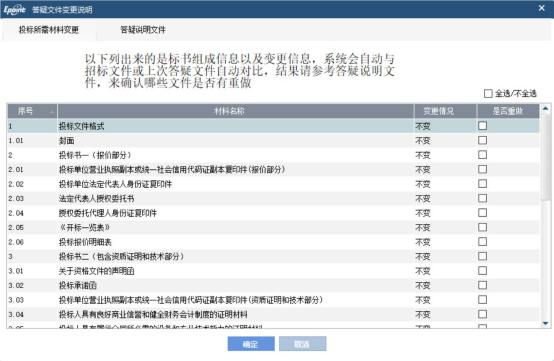 Epoint 答疑文件变更说明
投标所需材料变更 答疑说明文件
以下列出来的是标书组成信息以及变更信息，系统会自动与
招标文件或上次答疑文件自动对比，结果请参考答疑说明文
件，来确认哪些文件是否有重做
全选/不全选
序号 材料名称 变更情况 是否重做
1 投标文件格式 不变
1.01 封面 不变
2 投标书一（报价部分） 不变
2.01 投标单位营业执照副本或统一社会信用代码证副本复印件(报价部分) 不变
2.02 投标单位法定代表人身份证复印件 不变
2.03 法定代表人授权委托书 不变
2.04 授权委托代理人身份证复印件 不变
2.05 《开标一览表》 不变
2.06 投标报价明细表 不变
3 投标书二（包含资质证明和技术部分） 不变
3.01 关于资格文件的声明函 不变
3.02 投标承诺函 不变
3.03 投标单位营业执照副本或统一社会信用代码证副本复印件(资质证明和技术部分) 不变
3.04 投标人具有良好商业信誉和健全财务会计制度的证明材料 不变
确定 取消